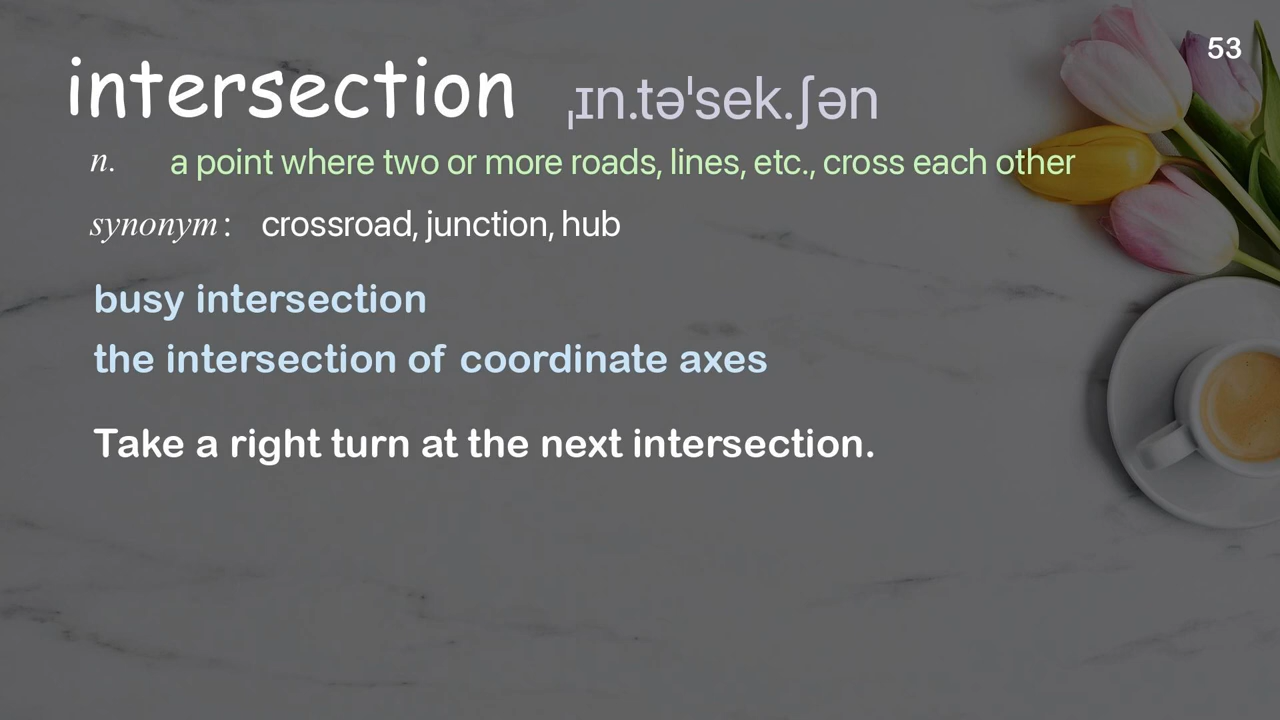 53
intersection ˌɪn.təˈsek.ʃən
n. a point where two or more roads, lines, etc., cross each other
synonym: crossroad, junction, hub
busy intersection
the intersection of coordinate axes
Take a right turn at the next intersection.